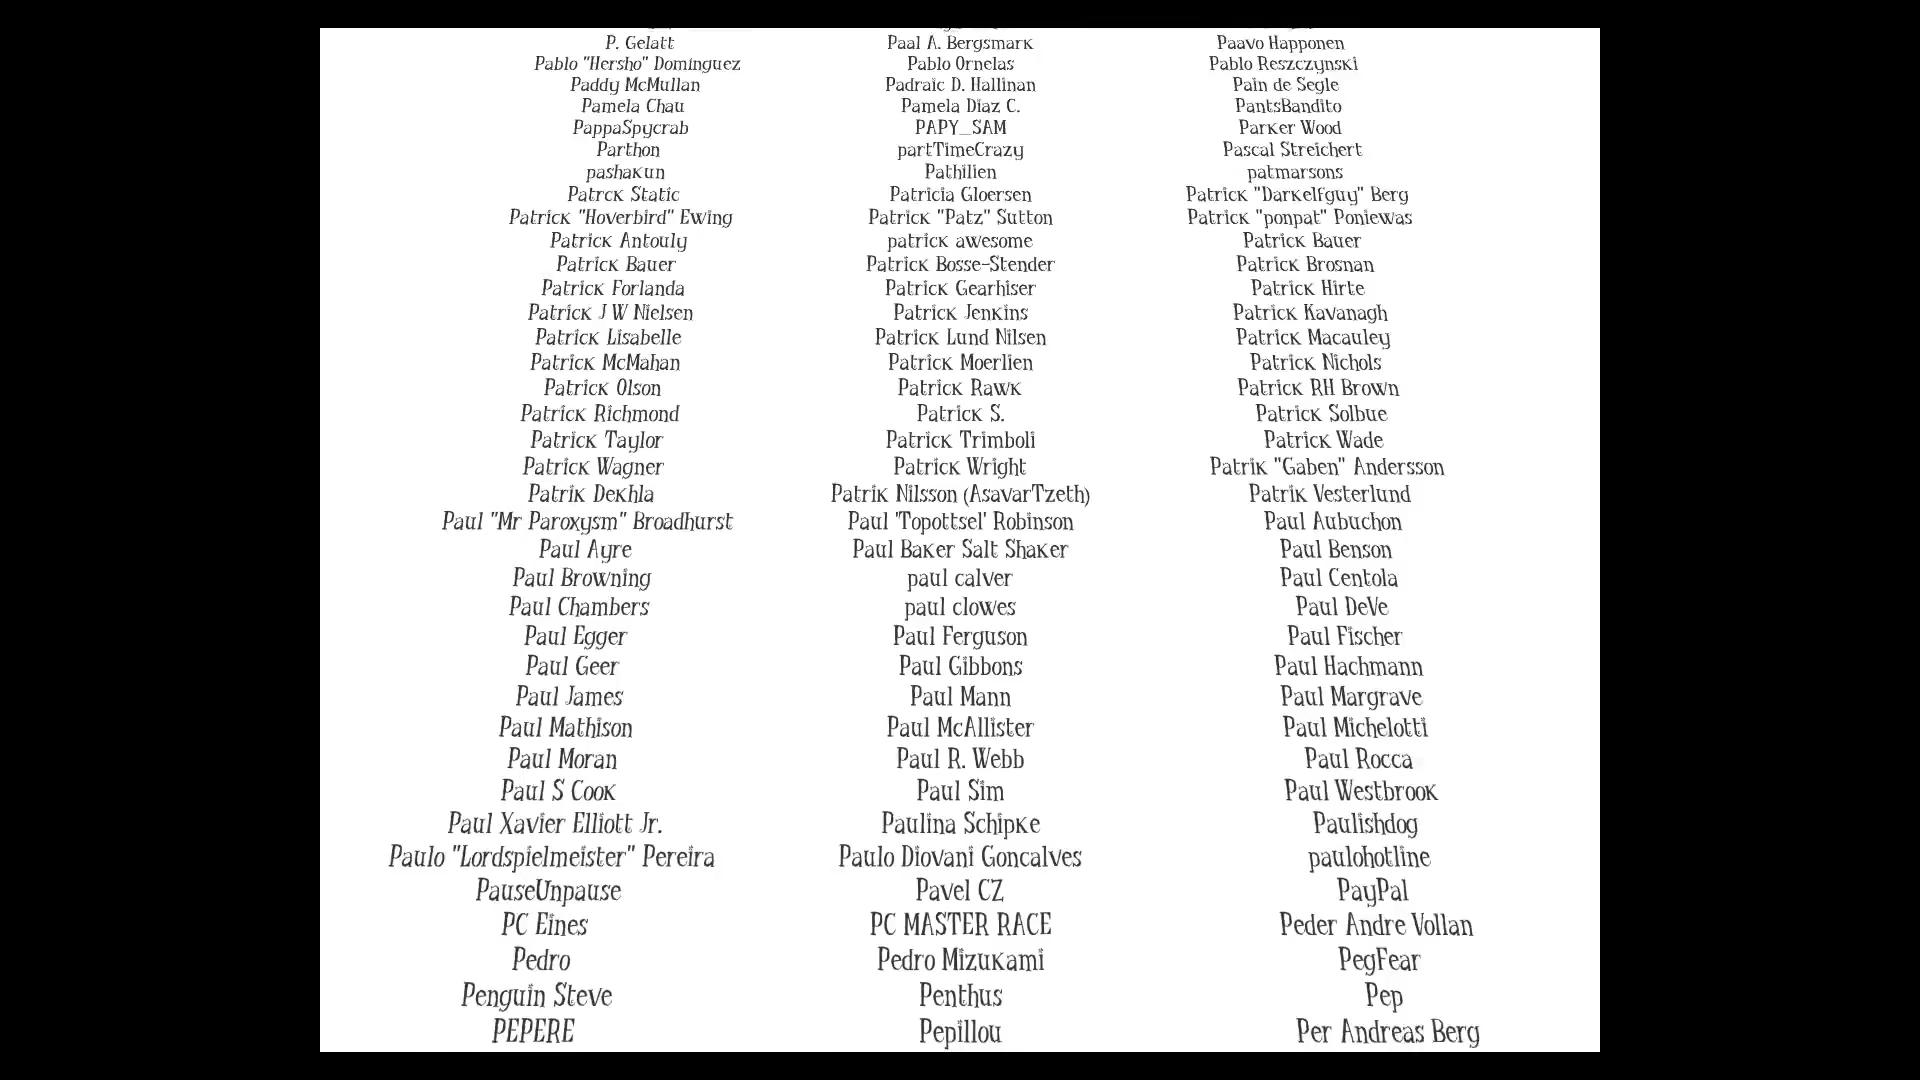 P. Gelatt Paal A. Bergsmark Paavo Happonen
Pablo "Hersho" Dominguez Pablo Ornelas Pablo Reszczynski
Paddy McMullan Padraic D. Hallinan Pain de Segle
Pamela Chau Pamela Diaz C. PantsBandito
PappaSpycrab PAPY_SAM Parker Wood
Parthon partTimeCrazy Pascal Streichert
pashakun Pathilien patmarsons
Patrck Static Patricia Gloersen Patrick "Darkelfguy" Berg
Patrick "Hoverbird" Ewing Patrick "Patz" Sutton Patrick "ponpat" Poniewas
Patrick Antouly patrick awesome Patrick Bauer
Patrick Bauer Patrick Bosse-Stender Patrick Brosnan
Patrick Forlanda Patrick Gearhiser Patrick Hirte
Patrick J W Nielsen Patrick Jenkins Patrick Kavanagh
Patrick Lisabelle Patrick Lund Nilsen Patrick Macauley
Patrick McMahan Patrick Moerlien Patrick Nichols
Patrick Olson Patrick Rawk Patrick RH Brown
Patrick Richmond Patrick S. Patrick Solbue
Patrick Taylor Patrick Trimboli Patrick Wade
Patrick Wagner Patrick Wright Patrik "Gaben" Andersson
Patrik Dekhla Patrik Nilsson (AsavarTzeth) Patrik Vesterlund
Paul "Mr Paroxysm" Broadhurst Paul 'Topottsel' Robinson Paul Aubuchon
Paul Ayre Paul Baker Salt Shaker Paul Benson
Paul Browning paul calver Paul Centola
Paul Chambers paul clowes Paul DeVe
Paul Egger Paul Ferguson Paul Fischer
Paul Geer Paul Gibbons Paul Hachmann
Paul James Paul Mann Paul Margrave
Paul Mathison Paul McAllister Paul Michelotti
Paul Moran Paul R. Webb Paul Rocca
Paul S Cook Paul Sim Paul Westbrook
Paul Xavier Elliott Jr. Paulina Schipke Paulishdog
Paulo "Lordspielmeister" Pereira Paulo Diovani Goncalves paulohotline
PauseUnpause Pavel CZ PayPal
PC Eines PC MASTER RACE Peder Andre Vollan
Pedro Pedro Mizukami PegFear
Penguin Steve Penthus Pep
PEPERE Pepillou Per Andreas Berg